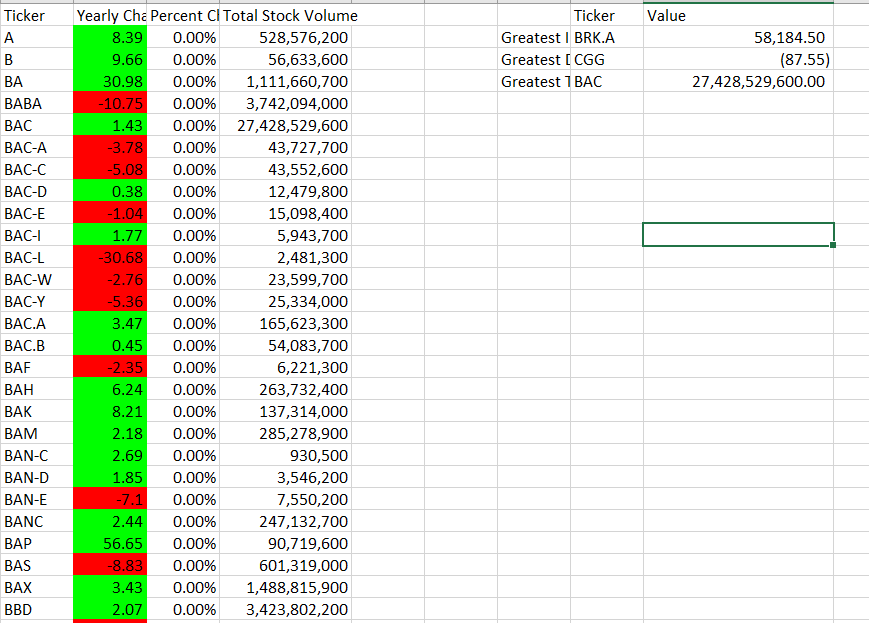 Ticker Yearly Cha Percent Cl Total Stock Volume Ticker Value
A 8.39 0.00% 528,576,200 Greatest I BRK.A 58,184.50
B 9.66 0.00% 56,633,600 Greatest D CGG (87.55)
BA 30.98 0.00% 1,111,660,700 Greatest T BAC 27,428,529,600.00
BABA -10.75 0.00% 3,742,094,000
BAC 1.43 0.00% 27,428,529,600
BAC-A -3.78 0.00% 43,727,700
BAC-C -5.08 0.00% 43,552,600
BAC-D 0.38 0.00% 12,479,800
BAC-E -1.04 0.00% 15,098,400
BAC-I 1.77 0.00% 5,943,700
BAC-L -30.68 0.00% 2,481,300
BAC-W -2.76 0.00% 23,599,700
BAC-Y -5.36 0.00% 25,334,000
BAC.A 3.47 0.00% 165,623,300
BAC.B 0.45 0.00% 54,083,700
BAF -2.35 0.00% 6,221,300
BAH 6.24 0.00% 263,732,400
BAK 8.21 0.00% 137,314,000
BAM 2.18 0.00% 285,278,900
BAN-C 2.69 0.00% 930,500
BAN-D 1.85 0.00% 3,546,200
BAN-E -7.1 0.00% 7,550,200
BANC 2.44 0.00% 247,132,700
BAP 56.65 0.00% 90,719,600
BAS -8.83 0.00% 601,319,000
BAX 3.43 0.00% 1,488,815,900
BBD 2.07 0.00% 3,423,802,200